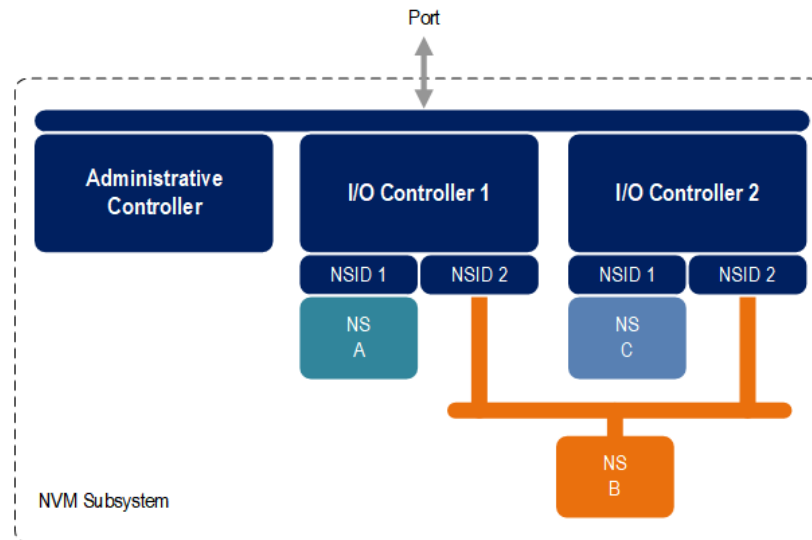 Port
Administrative
Controller
I/O Controller 1
I/O Controller 2
NSID 1
NSID 2
NSID 1
NSID 2
NS
A
NS
C
NS
B
NVM Subsystem